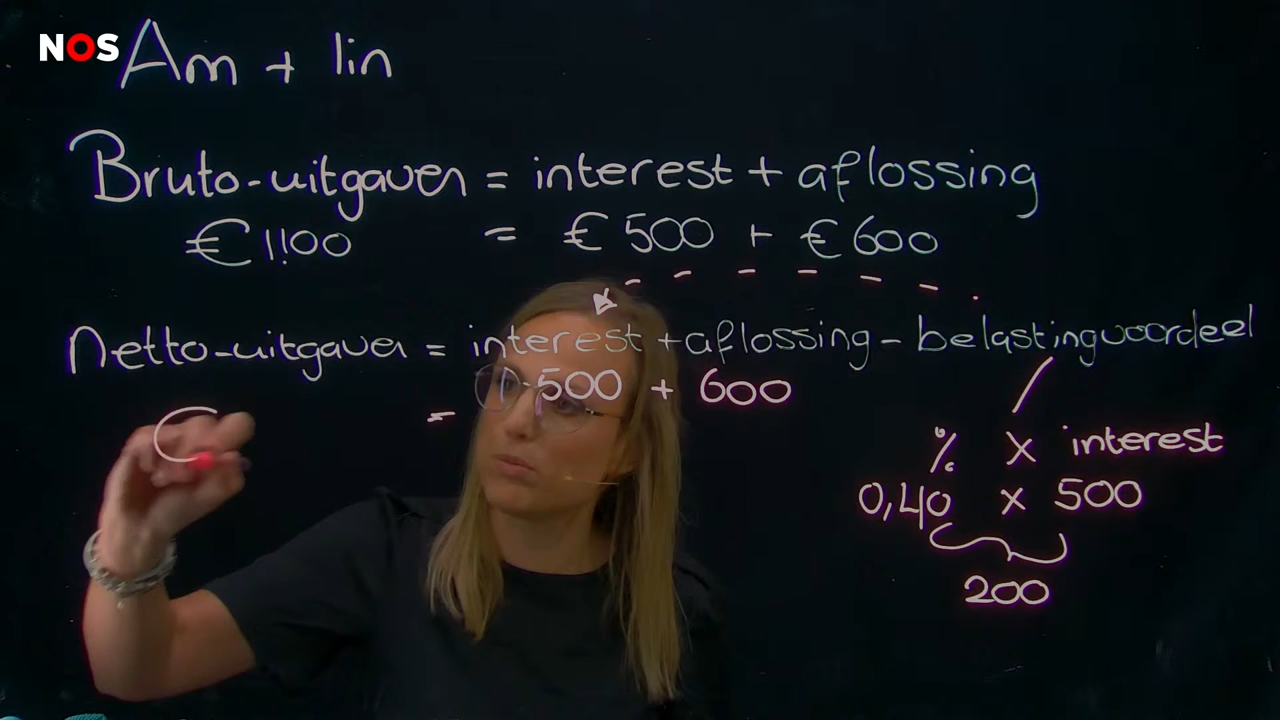 NOS
Am + lin
Bruto-uitgaven = interest + aflossing
€ 1100 = € 500 + € 600
Netto-uitgaven = interest + aflossing - belastingvoordeel
= 500 + 600
% x interest
0,40 x 500
200